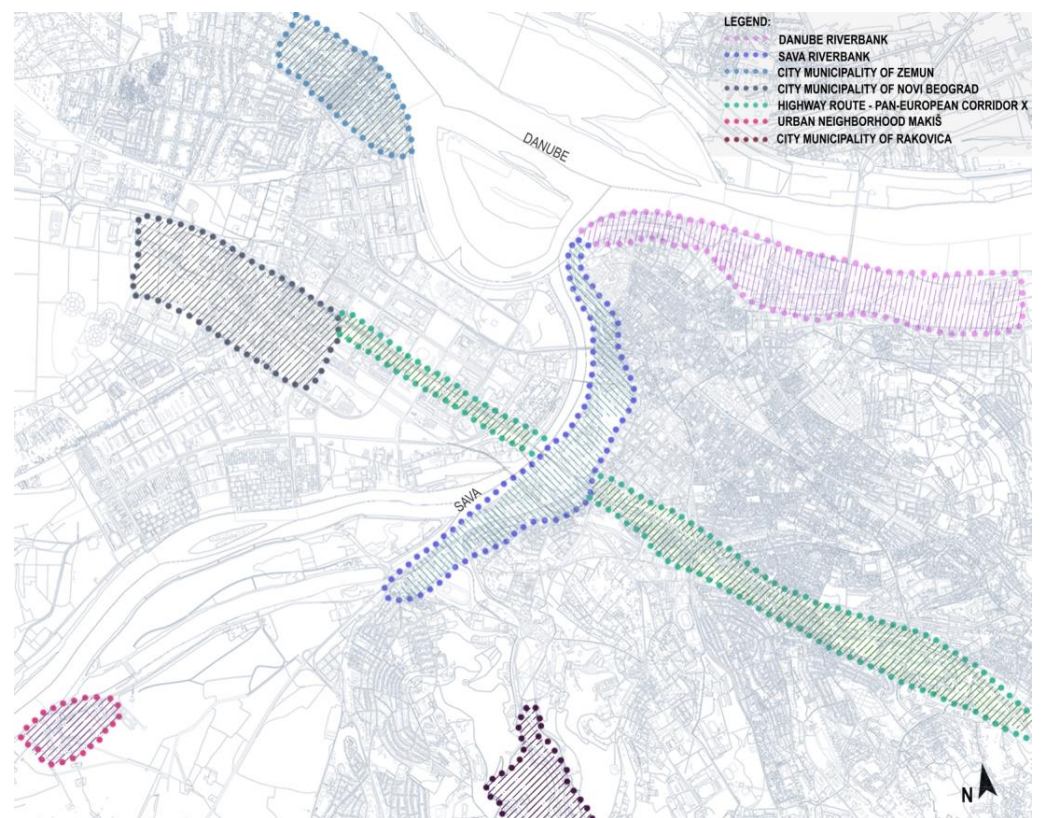 LEGEND:
DANUBE RIVERBANK
SAVA RIVERBANK
CITY MUNICIPALITY OF ZEMUN
CITY MUNICIPALITY OF NOVI BEOGRAD
HIGHWAY ROUTE - PAN-EUROPEAN CORRIDOR X
URBAN NEIGHBORHOOD MAKIŠ
CITY MUNICIPALITY OF RAKOVICA
DANUBE
SAVA
N